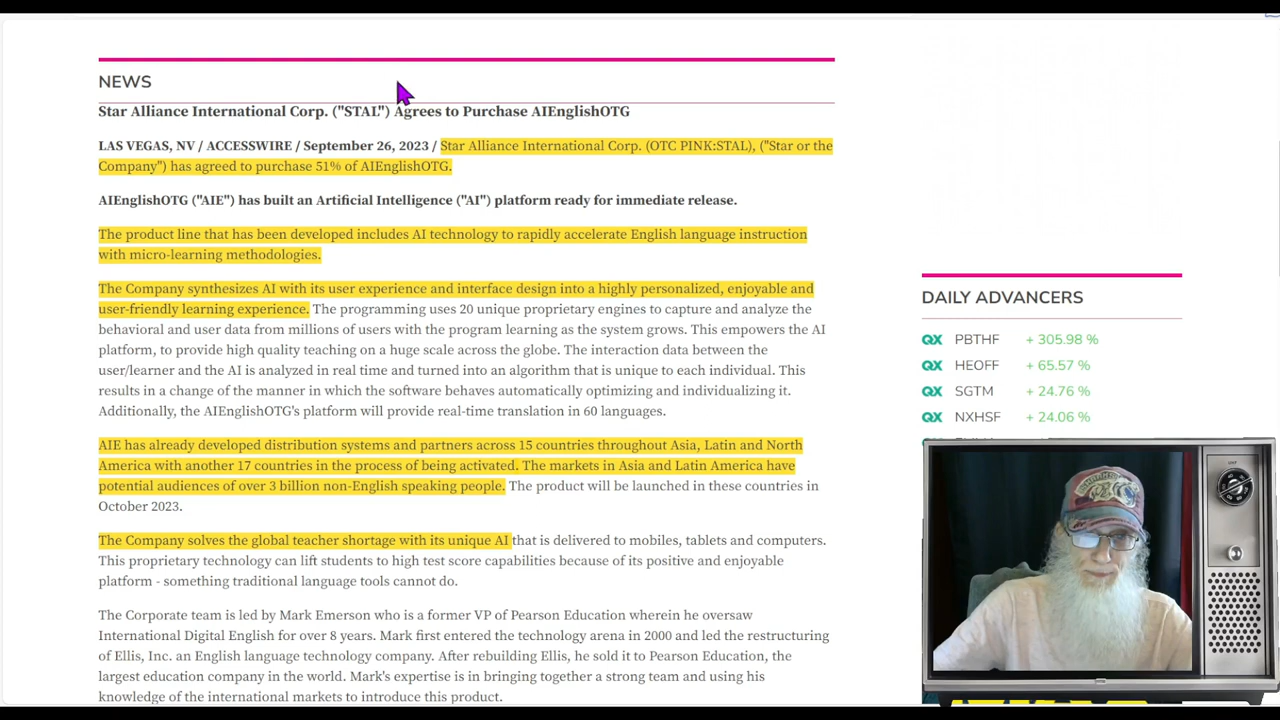 NEWS
Star Alliance International Corp. ("STAL") Agrees to Purchase AIEnglishOTG
LAS VEGAS, NV / ACCESSWIRE / September 26, 2023 / Star Alliance International Corp. (OTC PINK:STAL), ("Star or the
Company") has agreed to purchase 51% of AIEnglishOTG.
AIEnglishOTG ("AIE") has built an Artificial Intelligence ("AI") platform ready for immediate release.
The product line that has been developed includes AI technology to rapidly accelerate English language instruction
with micro-learning methodologies.
The Company synthesizes AI with its user experience and interface design into a highly personalized, enjoyable and
user-friendly learning experience. The programming uses 20 unique proprietary engines to capture and analyze the
behavioral and user data from millions of users with the program learning as the system grows. This empowers the AI
platform, to provide high quality teaching on a huge scale across the globe. The interaction data between the
user/learner and the AI is analyzed in real time and turned into an algorithm that is unique to each individual. This
results in a change of the manner in which the software behaves automatically optimizing and individualizing it.
Additionally, the AIEnglishOTG's platform will provide real-time translation in 60 languages.
AIE has already developed distribution systems and partners across 15 countries throughout Asia, Latin and North
America with another 17 countries in the process of being activated. The markets in Asia and Latin America have
potential audiences of over 3 billion non-English speaking people. The product will be launched in these countries in
October 2023.
The Company solves the global teacher shortage with its unique AI that is delivered to mobiles, tablets and computers.
This proprietary technology can lift students to high test score capabilities because of its positive and enjoyable
platform - something traditional language tools cannot do.
The Corporate team is led by Mark Emerson who is a former VP of Pearson Education wherein he oversaw
International Digital English for over 8 years. Mark first entered the technology arena in 2000 and led the restructuring
of Ellis, Inc. an English language technology company. After rebuilding Ellis, he sold it to Pearson Education, the
largest education company in the world. Mark's expertise is in bringing together a strong team and using his
knowledge of the international markets to introduce this product.
DAILY ADVANCERS
QX PBTHF + 305.98 %
QX HEOFF + 65.57 %
QX SGTM + 24.76 %
QX NXHSF + 24.06 %